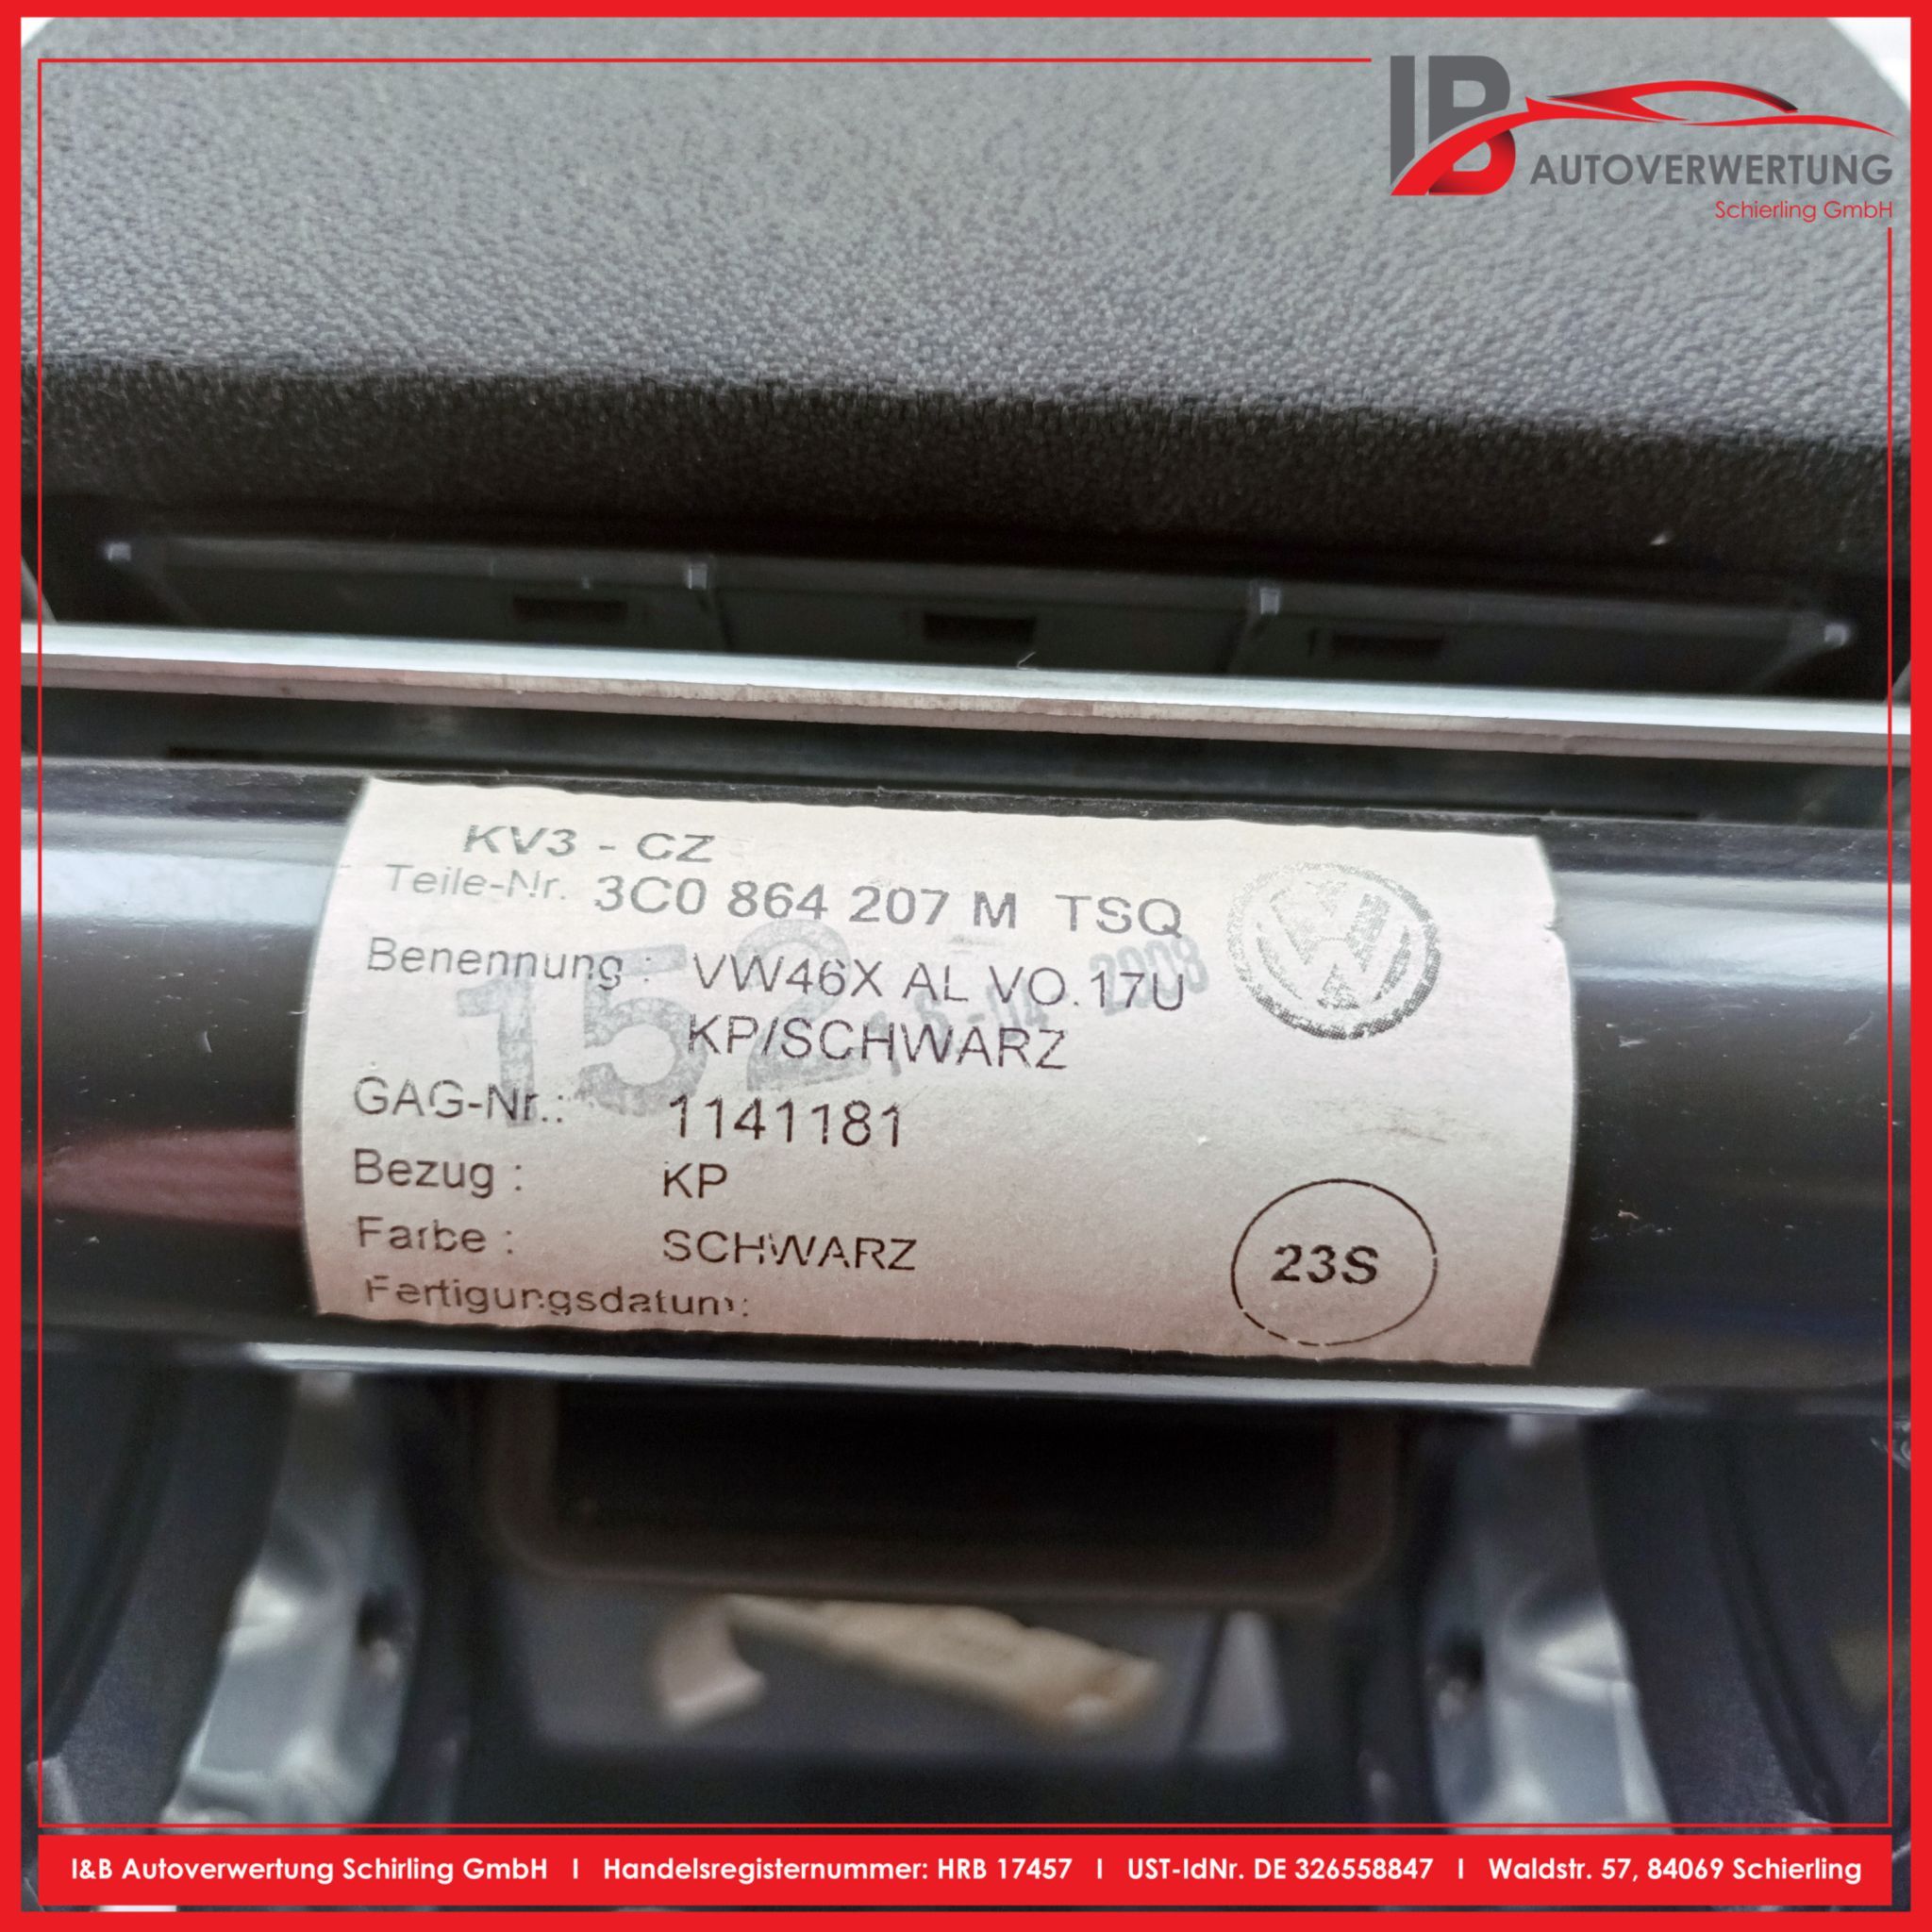 IB
AUTOVERWERTUNG
Schierling GmbH
KV3 - CZ
Teile-Nr. 3C0 864 207 M TSQ
Benennung : VW46X AL VO.17U
KP/SCHWARZ
152
2008
GAG-Nr.: 1141181
Bezug : KP
Farbe : SCHWARZ
23S
Fertigungsdatum:
I&B Autoverwertung Schirling GmbH I Handelsregisternummer: HRB 17457 I UST-IdNr. DE 326558847 I Waldstr. 57, 84069 Schierling